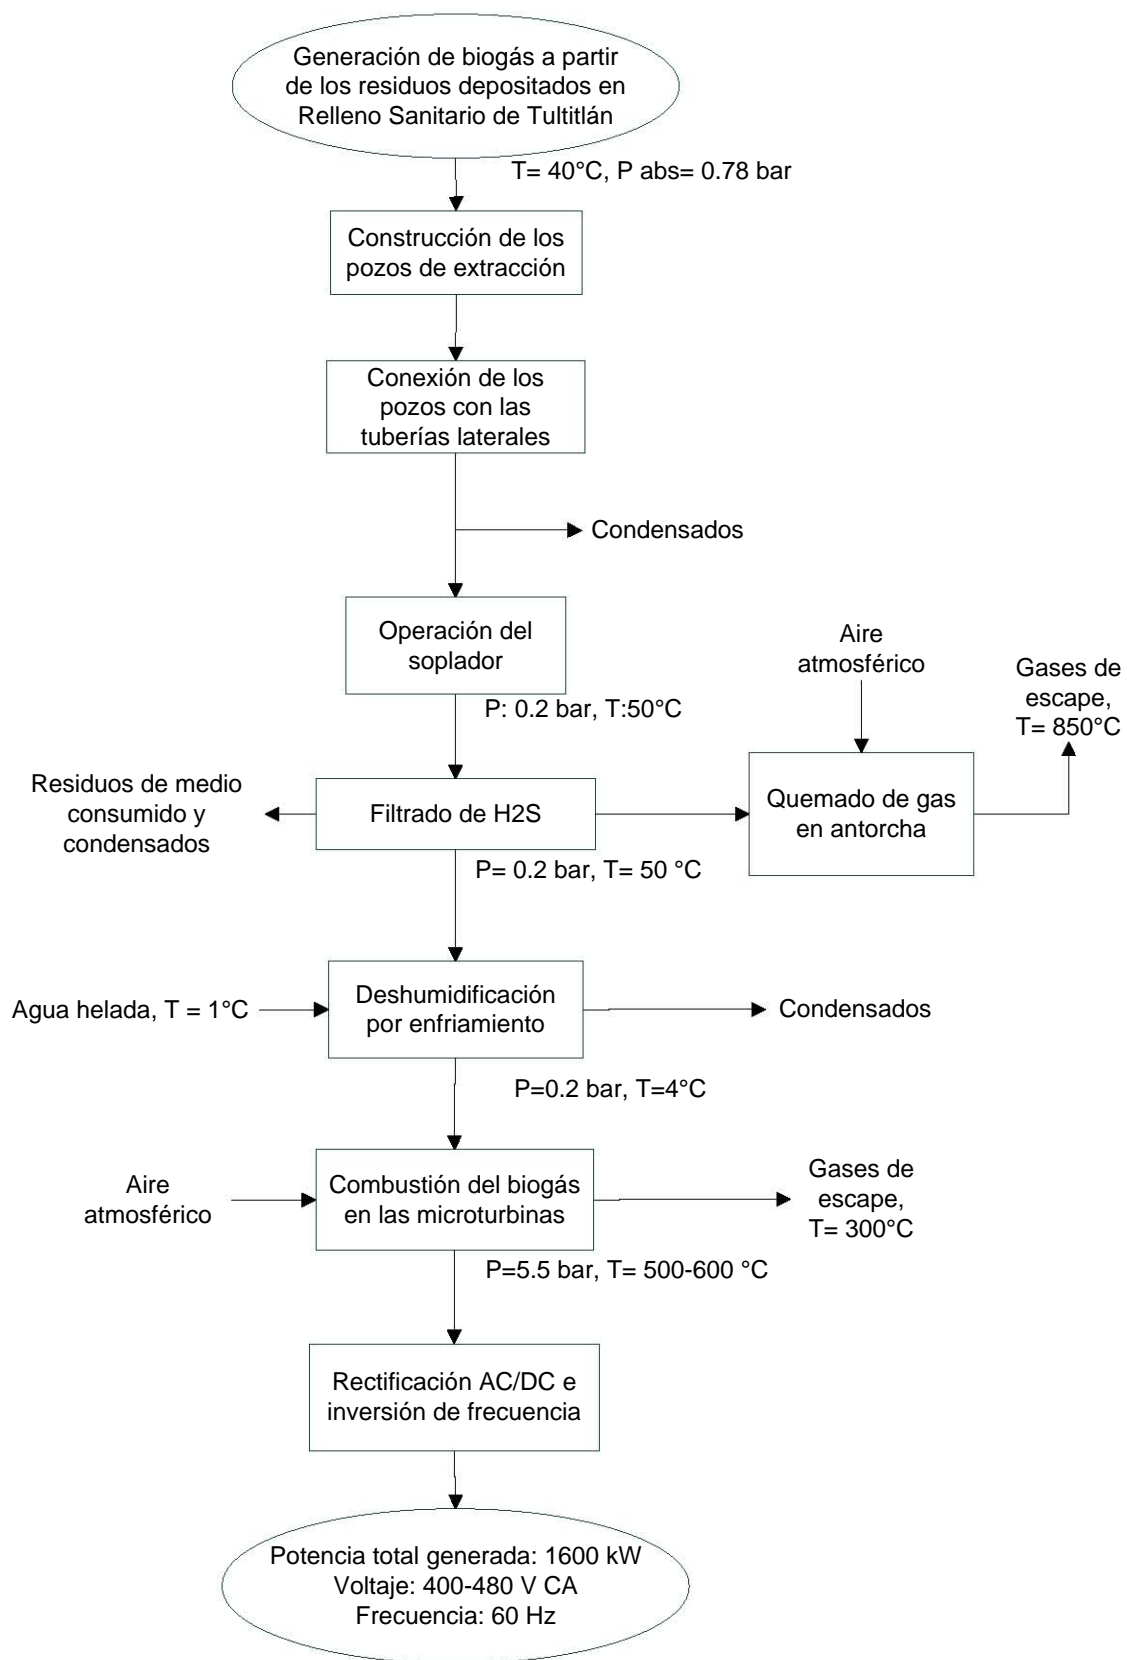 Generación de biogás a partir
de los residuos depositados en
Relleno Sanitario de Tultitlán
T= 40°C, P abs= 0.78 bar
Construcción de los
pozos de extracción
Conexión de los
pozos con las
tuberías laterales
Condensados
Operación del
soplador
P: 0.2 bar, T:50°C
Aire
atmosférico
Gases de
escape,
T= 850°C
Residuos de medio
consumido y
condensados
Filtrado de H2S
Quemado de gas
en antorcha
P= 0.2 bar, T= 50 °C
Agua helada, T = 1°C
Deshumidificación
por enfriamiento
Condensados
P=0.2 bar, T=4°C
Aire
atmosférico
Combustión del biogás
en las microturbinas
Gases de
escape,
T= 300°C
P=5.5 bar, T= 500-600 °C
Rectificación AC/DC e
inversión de frecuencia
Potencia total generada: 1600 kW
Voltaje: 400-480 V CA
Frecuencia: 60 Hz